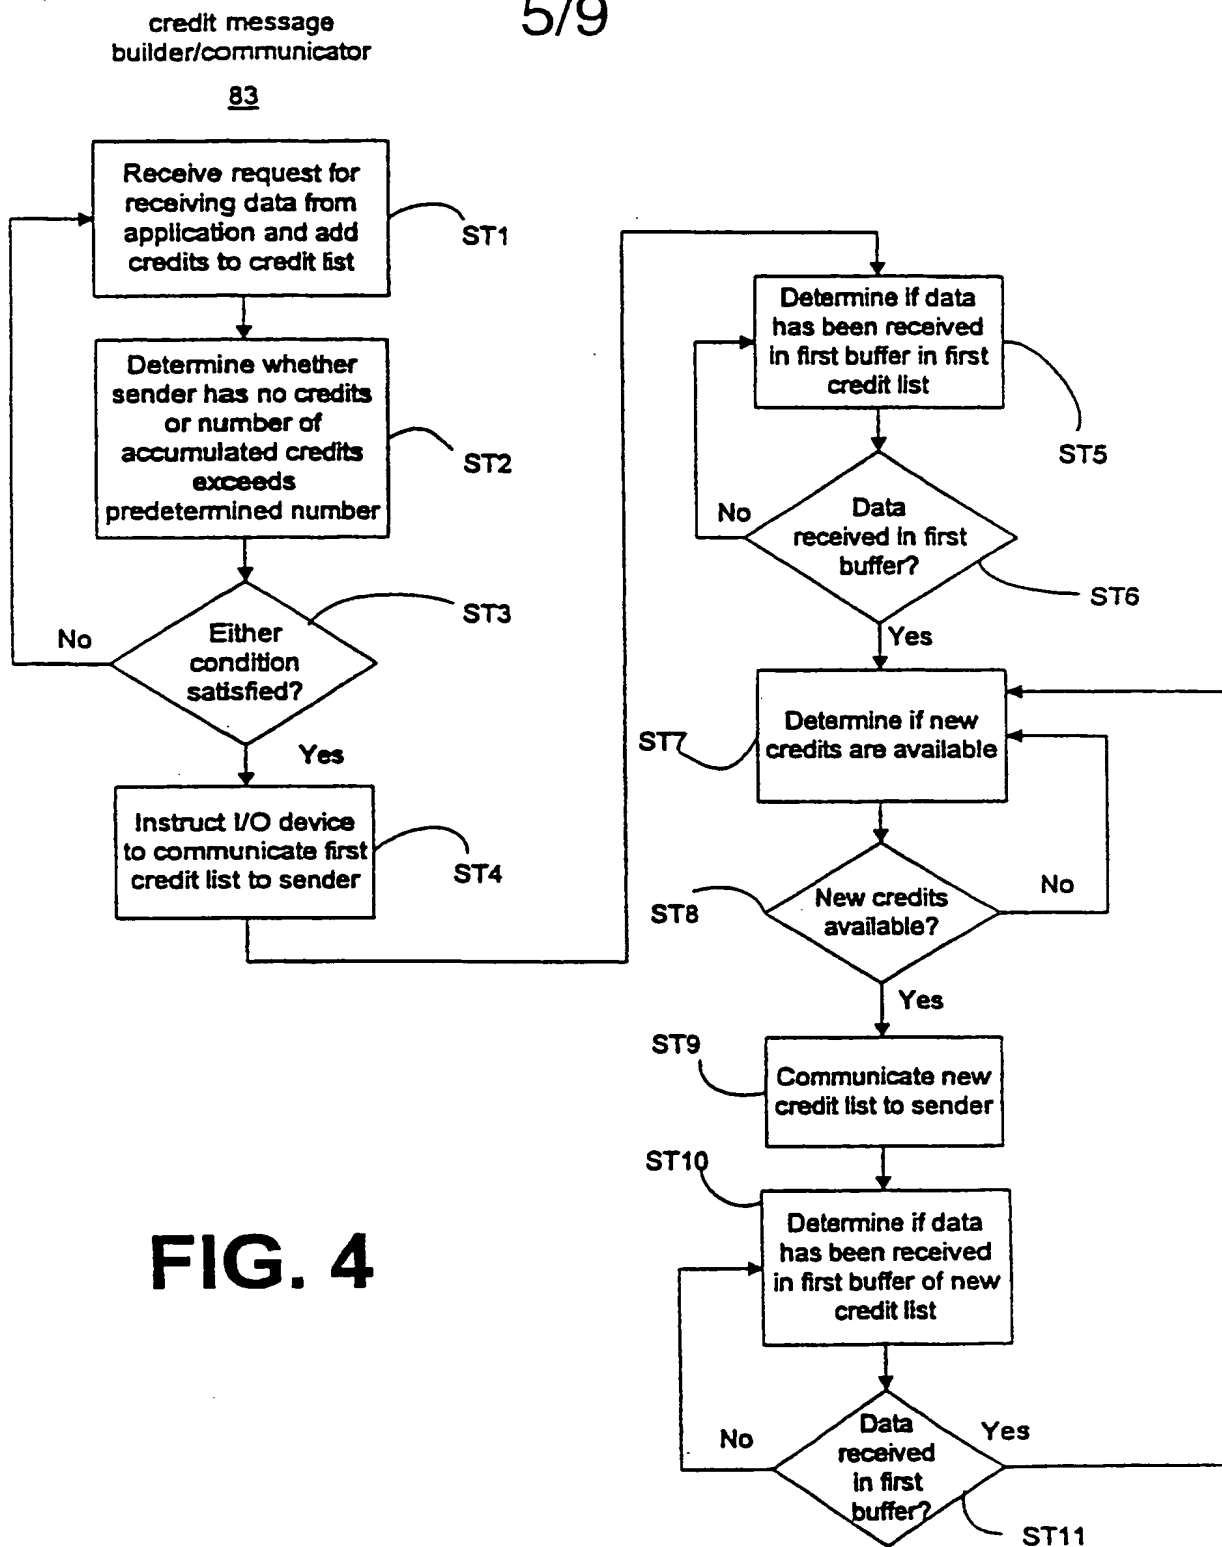 5/9
credit message
builder/communicator
83
Receive request for
receiving data from
application and add
credits to credit list
ST1
Determine whether
sender has no credits
or number of
accumulated credits
exceeds
predetermined number
ST2
Either
condition
satisfied?
ST3
No
Yes
Instruct I/O device
to communicate first
credit list to sender
ST4
Determine if data
has been received
in first buffer in first
credit list
ST5
Data
received in first
buffer?
No
ST6
Yes
Determine if new
credits are available
ST7
New credits
available?
No
ST8
Yes
ST9
Communicate new
credit list to sender
ST10
Determine if data
has been received
in first buffer of new
credit list
Data
received
in first
buffer?
No
Yes
ST11
FIG. 4